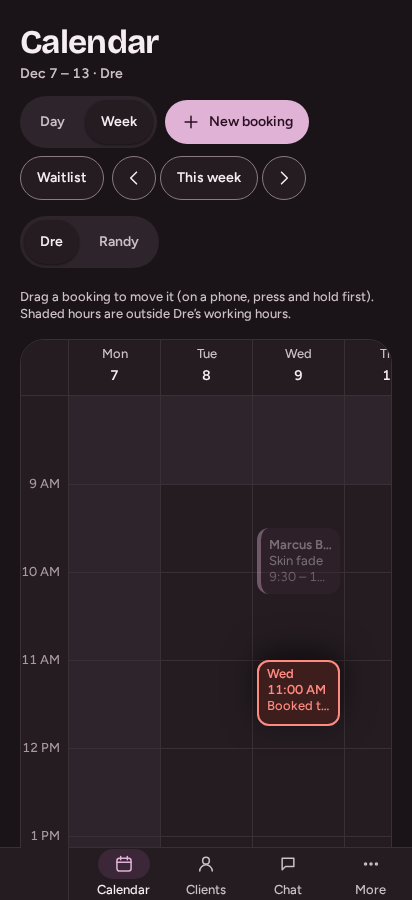 Calendar
Dec 7 – 13 · Dre
Day Week + New booking
Waitlist < This week >
Dre Randy
Drag a booking to move it (on a phone, press and hold first).
Shaded hours are outside Dre's working hours.
Mon Tue Wed
7 8 9
9 AM
Marcus B...
Skin fade
9:30 – 1...
10 AM
11 AM
Wed
11:00 AM
Booked t...
12 PM
1 PM
Calendar Clients Chat More